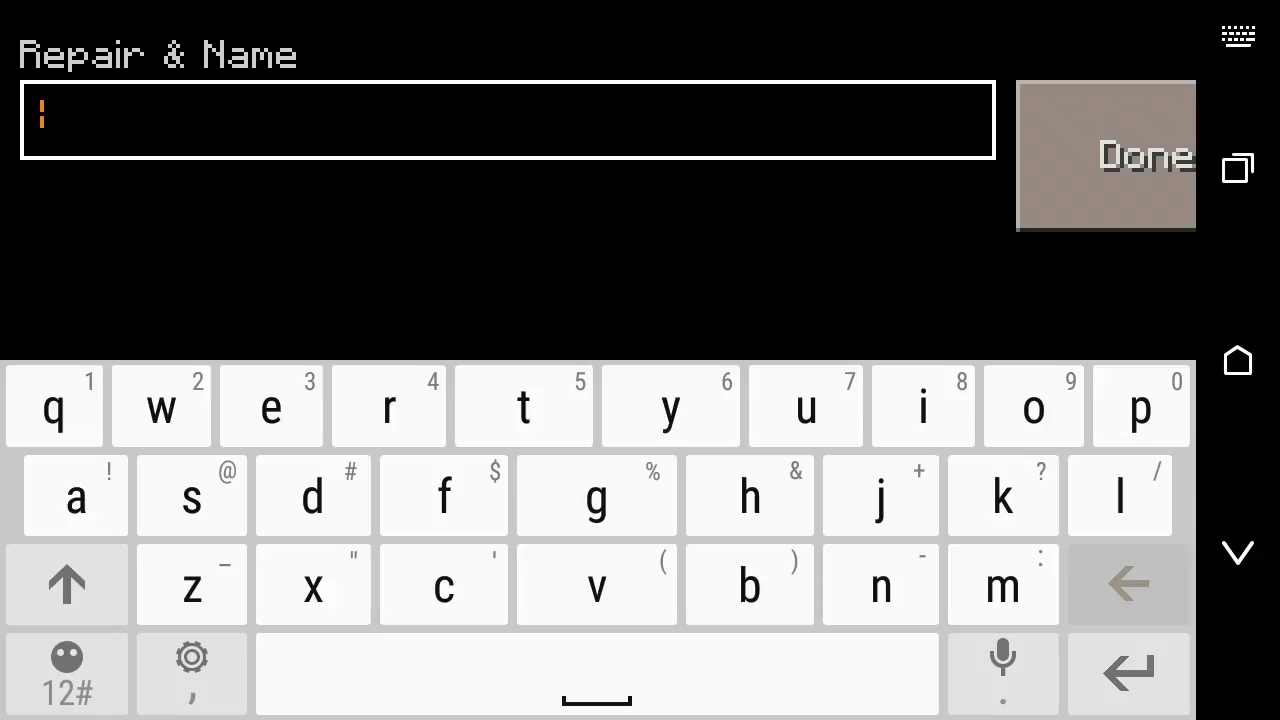 Repair & Name
Done
1 2 3 4 5 6 7 8 9 0
q w e r t y u i o p
! @ # $ % & + ? /
a s d f g h j k l
_ " ' ( ) - :
z x c v b n m
12# , .